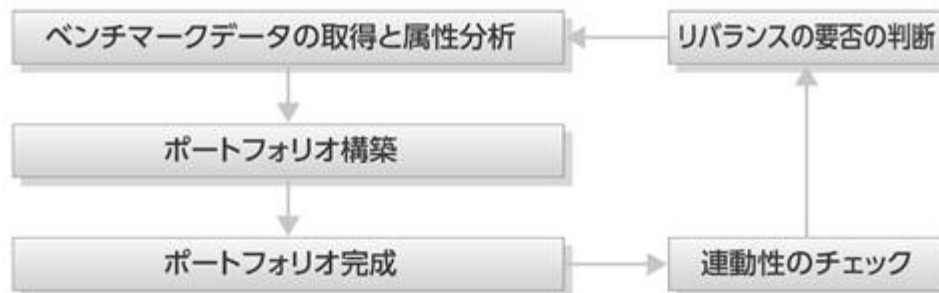 ベンチマークデータの取得と属性分析
リバランスの要否の判断
ポートフォリオ構築
ポートフォリオ完成
連動性のチェック